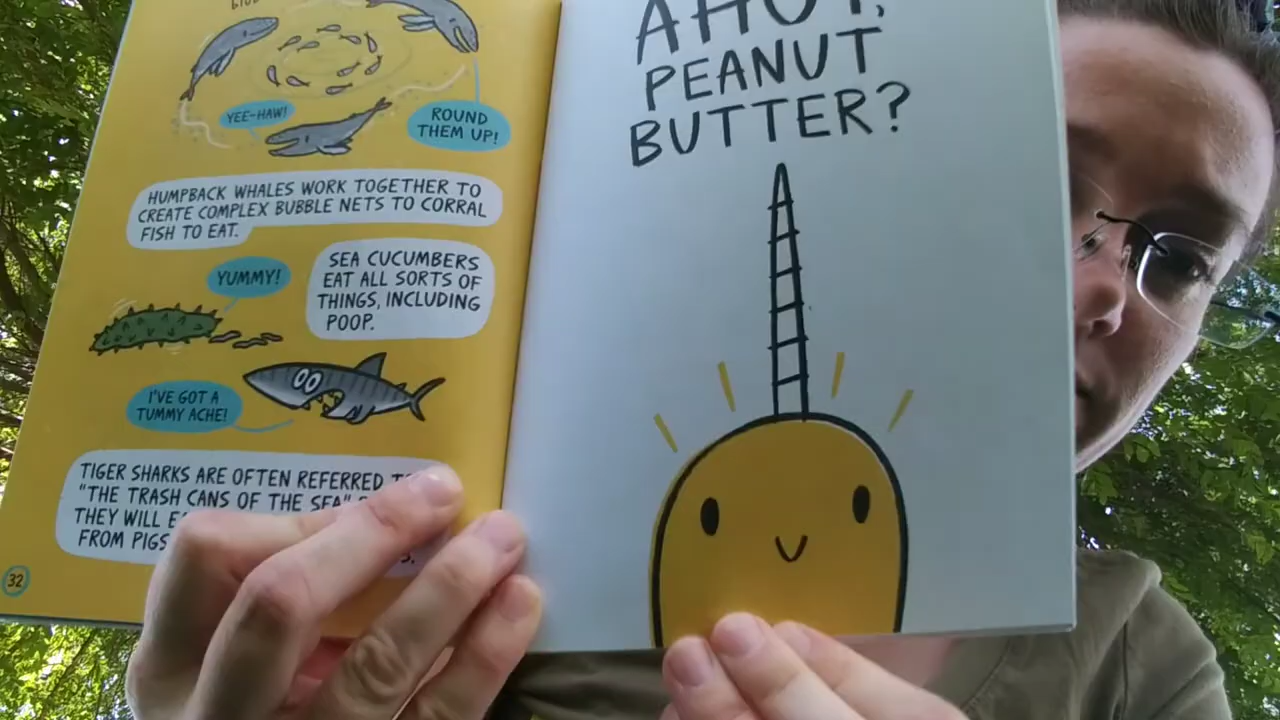 YEE-HAW!
ROUND
THEM UP!
HUMPBACK WHALES WORK TOGETHER TO
CREATE COMPLEX BUBBLE NETS TO CORRAL
FISH TO EAT.
YUMMY!
SEA CUCUMBERS
EAT ALL SORTS OF
THINGS, INCLUDING
POOP.
I'VE GOT A
TUMMY ACHE!
TIGER SHARKS ARE OFTEN REFERRED
"THE TRASH CANS OF THE SEA"
THEY WILL
FROM PIGS
32
AHOY,
PEANUT
BUTTER?